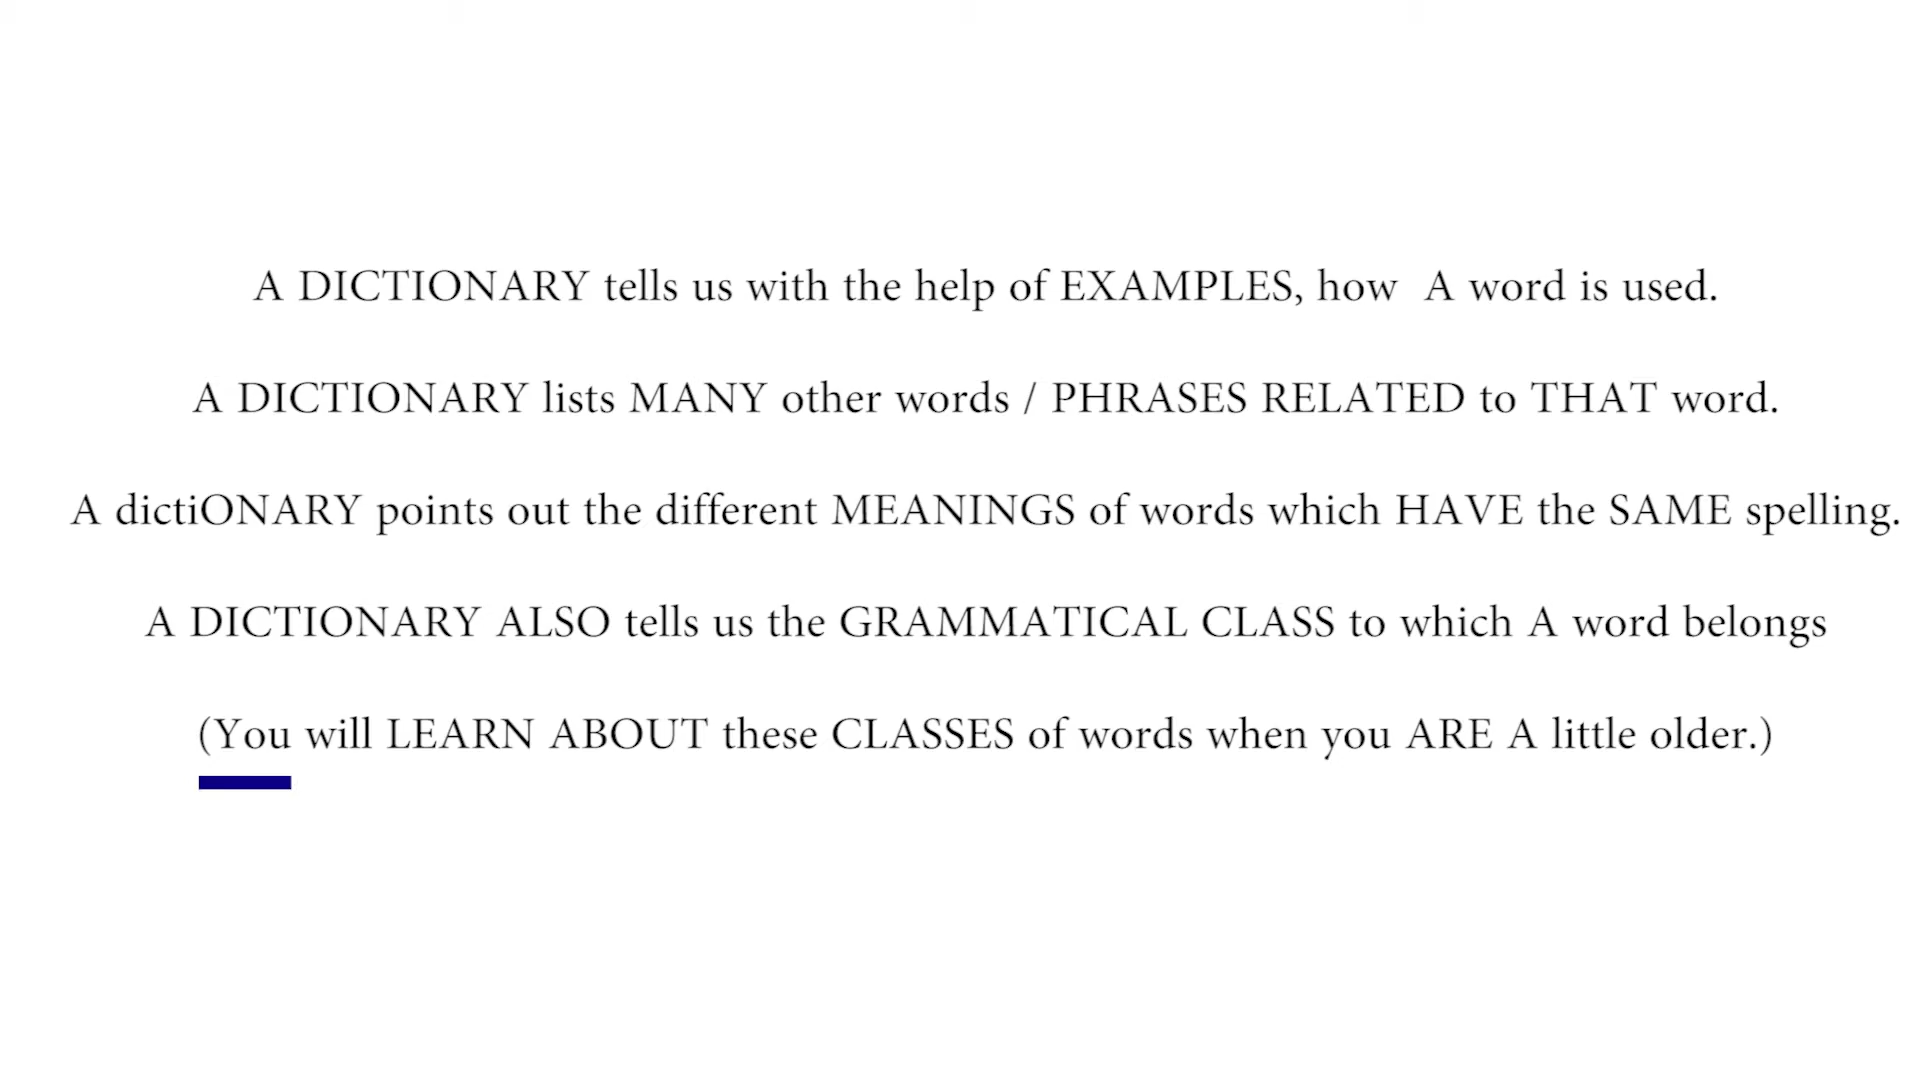 A DICTIONARY tells us with the help of EXAMPLES, how  A word is used.
A DICTIONARY lists MANY other words / PHRASES RELATED to THAT word.
A dictiONARY points out the different MEANINGS of words which HAVE the SAME spelling.
A DICTIONARY ALSO tells us the GRAMMATICAL CLASS to which A word belongs
(You will LEARN ABOUT these CLASSES of words when you ARE A little older.)